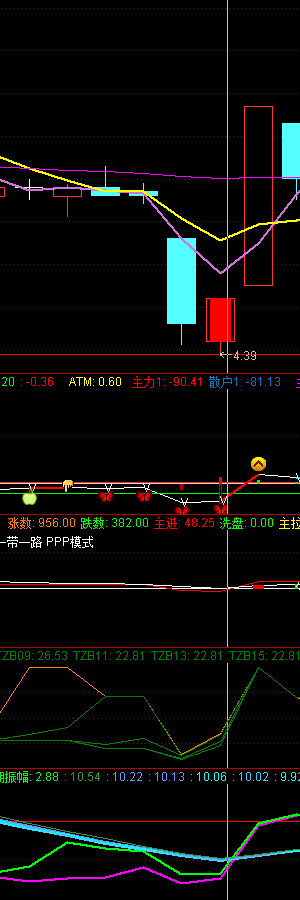 4.39
20 :-0.36 ATM: 0.60 主力1: -90.41 散户1: -81.13
涨数: 956.00 跌数: 382.00 主进: 48.25 洗盘: 0.00 主拉
一带一路 PPP模式
TZB09: 26.53 TZB11: 22.81 TZB13: 22.81 TZB15: 22.81
期振幅: 2.88 : 10.54 : 10.22 : 10.13 : 10.06 : 10.02 : 9.92